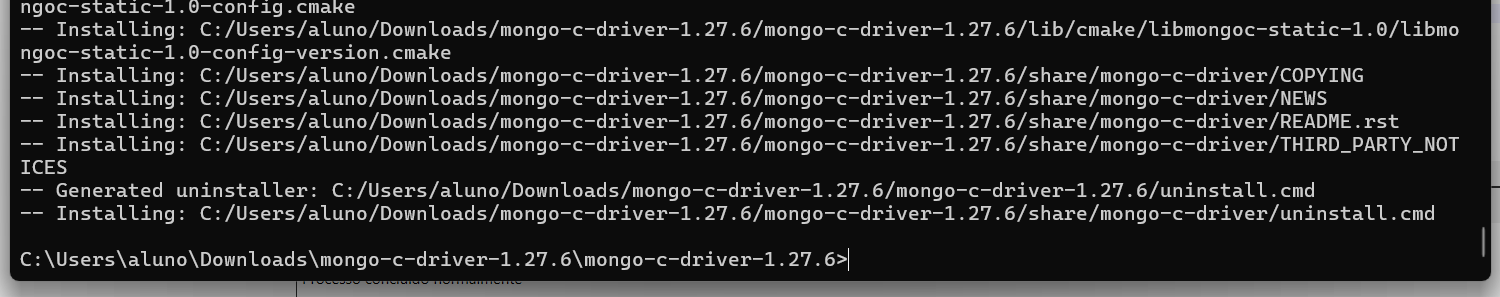 ngoc-static-1.0-config.cmake
-- Installing: C:/Users/aluno/Downloads/mongo-c-driver-1.27.6/mongo-c-driver-1.27.6/lib/cmake/libmongoc-static-1.0/libmo
ngoc-static-1.0-config-version.cmake
-- Installing: C:/Users/aluno/Downloads/mongo-c-driver-1.27.6/mongo-c-driver-1.27.6/share/mongo-c-driver/COPYING
-- Installing: C:/Users/aluno/Downloads/mongo-c-driver-1.27.6/mongo-c-driver-1.27.6/share/mongo-c-driver/NEWS
-- Installing: C:/Users/aluno/Downloads/mongo-c-driver-1.27.6/mongo-c-driver-1.27.6/share/mongo-c-driver/README.rst
-- Installing: C:/Users/aluno/Downloads/mongo-c-driver-1.27.6/mongo-c-driver-1.27.6/share/mongo-c-driver/THIRD_PARTY_NOT
ICES
-- Generated uninstaller: C:/Users/aluno/Downloads/mongo-c-driver-1.27.6/mongo-c-driver-1.27.6/uninstall.cmd
-- Installing: C:/Users/aluno/Downloads/mongo-c-driver-1.27.6/mongo-c-driver-1.27.6/share/mongo-c-driver/uninstall.cmd
C:\Users\aluno\Downloads\mongo-c-driver-1.27.6\mongo-c-driver-1.27.6>
Processo concluído normalmente